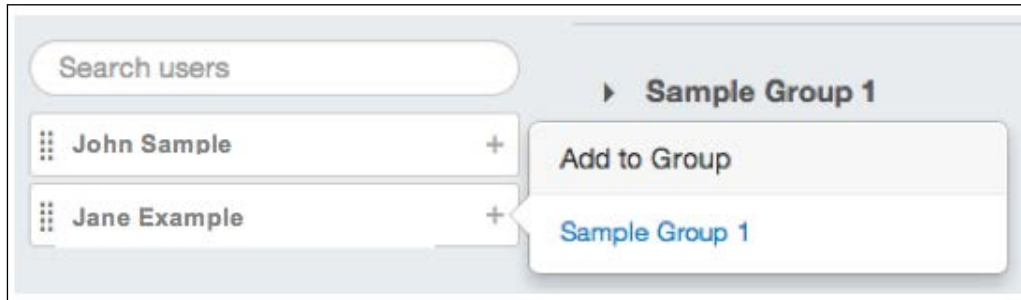 Search users
John Sample +
Jane Example +
Sample Group 1
Add to Group
Sample Group 1